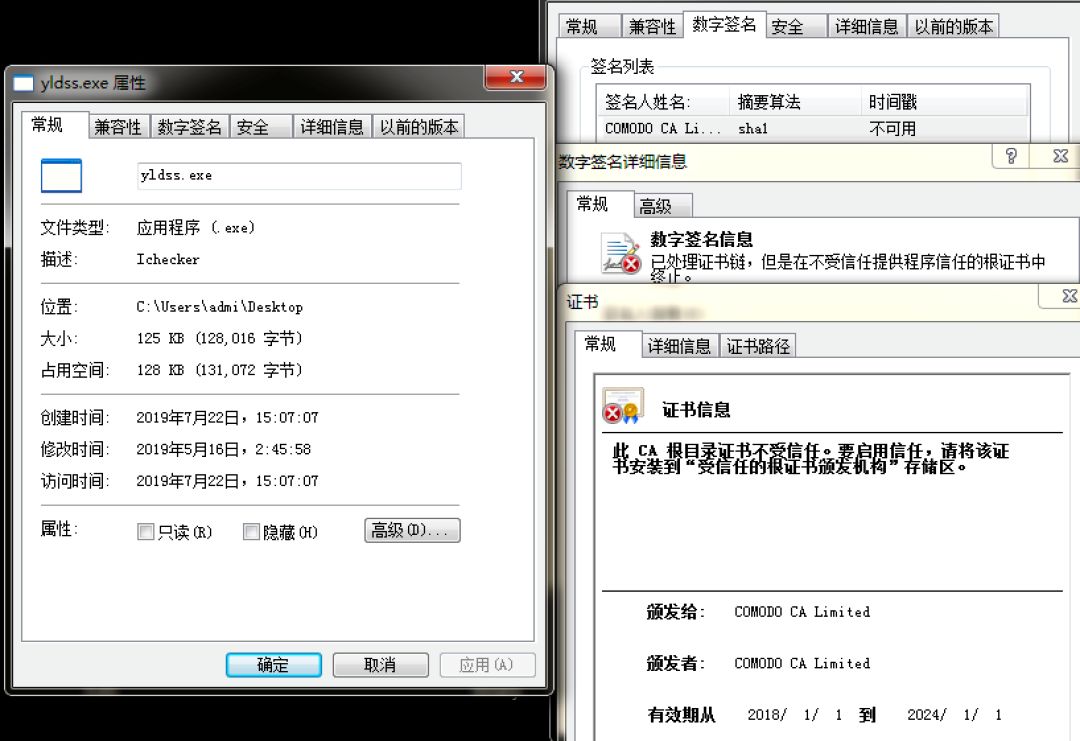 yldss.exe 属性
常规 兼容性 数字签名 安全 详细信息 以前的版本
yldss.exe
文件类型: 应用程序 (.exe)
描述: Ichecker
位置: C:\Users\admi\Desktop
大小: 125 KB (128,016 字节)
占用空间: 128 KB (131,072 字节)
创建时间: 2019年7月22日，15:07:07
修改时间: 2019年5月16日，2:45:58
访问时间: 2019年7月22日，15:07:07
属性: 只读(R) 隐藏(H) 高级(D)...
确定 取消 应用(A)
常规 兼容性 数字签名 安全 详细信息 以前的版本
签名列表
签名人姓名: 摘要算法 时间戳
COMODO CA Li... sha1 不可用
数字签名详细信息
常规 高级
数字签名信息
已处理证书链，但是在不受信任提供程序信任的根证书中
终止。
证书
常规 详细信息 证书路径
证书信息
此 CA 根目录证书不受信任。要启用信任，请将该证
书安装到“受信任的根证书颁发机构”存储区。
颁发给: COMODO CA Limited
颁发者: COMODO CA Limited
有效期从 2018/ 1/ 1 到 2024/ 1/ 1